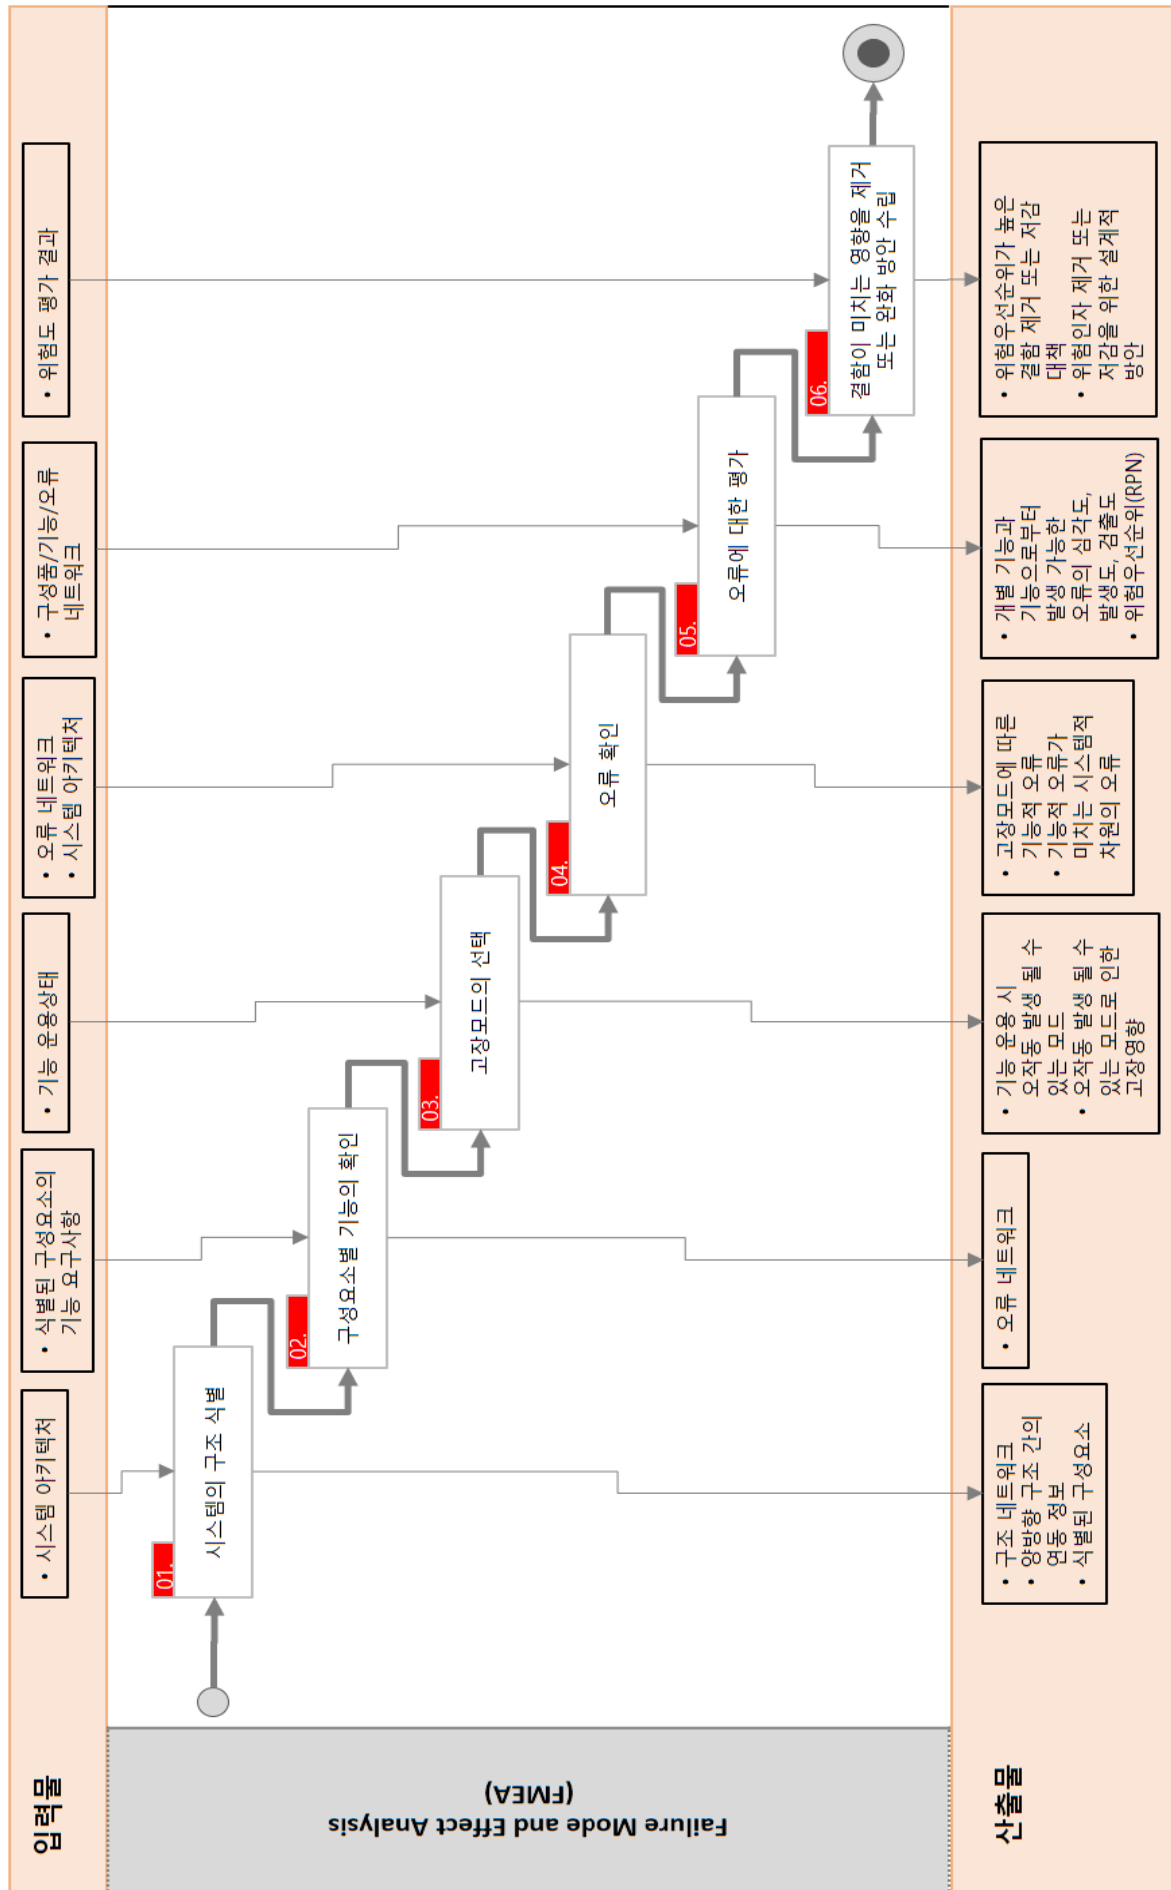 입력물
• 시스템 아키텍처
• 식별된 구성요소의
기능 요구사항
• 기능 운용상태
• 오류 네트워크
• 시스템 아키텍처
• 구성품/기능/오류
네트워크
• 위험도 평가 결과
Failure Mode and Effect Analysis
(FMEA)
01.
시스템의 구조 식별
02.
구성요소별 기능의 확인
03.
고장모드의 선택
04.
오류 확인
05.
오류에 대한 평가
06.
결함이 미치는 영향을 제거
또는 완화 방안 수립
산출물
• 구조 네트워크
• 양방향 구조 간의
연동 정보
• 식별된 구성요소
• 오류 네트워크
• 기능 운용 시
오작동 발생 될 수
있는 모드
• 오작동 발생 될 수
있는 모드로 인한
고장영향
• 고장모드에 따른
기능적 오류
• 기능적 오류가
미치는 시스템적
차원의 오류
• 개별 기능과
기능으로부터
발생 가능한
오류의 심각도,
발생도, 검출도
• 위험우선순위(RPN)
• 위험우선순위가 높은
결함 제거 또는 저감
대책
• 위험인자 제거 또는
저감을 위한 설계적
방안